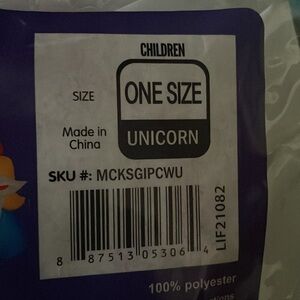 CHILDREN
SIZE
ONE SIZE
Made in
China
UNICORN
SKU #: MCKSGIPCWU
LIF21082
8 87513 05306 4
100% polyester